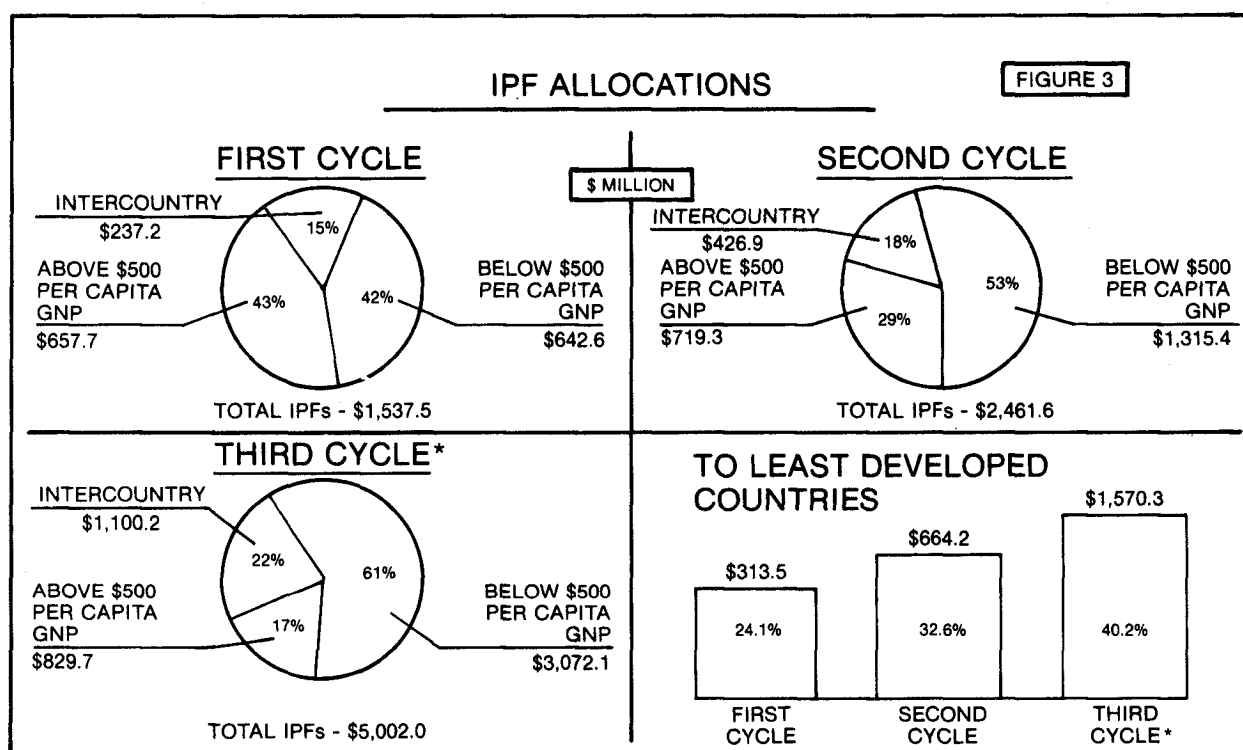 IPF ALLOCATIONS
FIGURE 3
$ MILLION
FIRST CYCLE
INTERCOUNTRY
$237.2
15%
ABOVE $500
PER CAPITA
GNP
$657.7
43%
42%
BELOW $500
PER CAPITA
GNP
$642.6
TOTAL IPFs - $1,537.5
SECOND CYCLE
INTERCOUNTRY
$426.9
18%
ABOVE $500
PER CAPITA
GNP
$719.3
29%
53%
BELOW $500
PER CAPITA
GNP
$1,315.4
TOTAL IPFs - $2,461.6
THIRD CYCLE*
INTERCOUNTRY
$1,100.2
22%
ABOVE $500
PER CAPITA
GNP
$829.7
17%
61%
BELOW $500
PER CAPITA
GNP
$3,072.1
TOTAL IPFs - $5,002.0
TO LEAST DEVELOPED
COUNTRIES
$313.5
24.1%
FIRST
CYCLE
$664.2
32.6%
SECOND
CYCLE
$1,570.3
40.2%
THIRD
CYCLE*